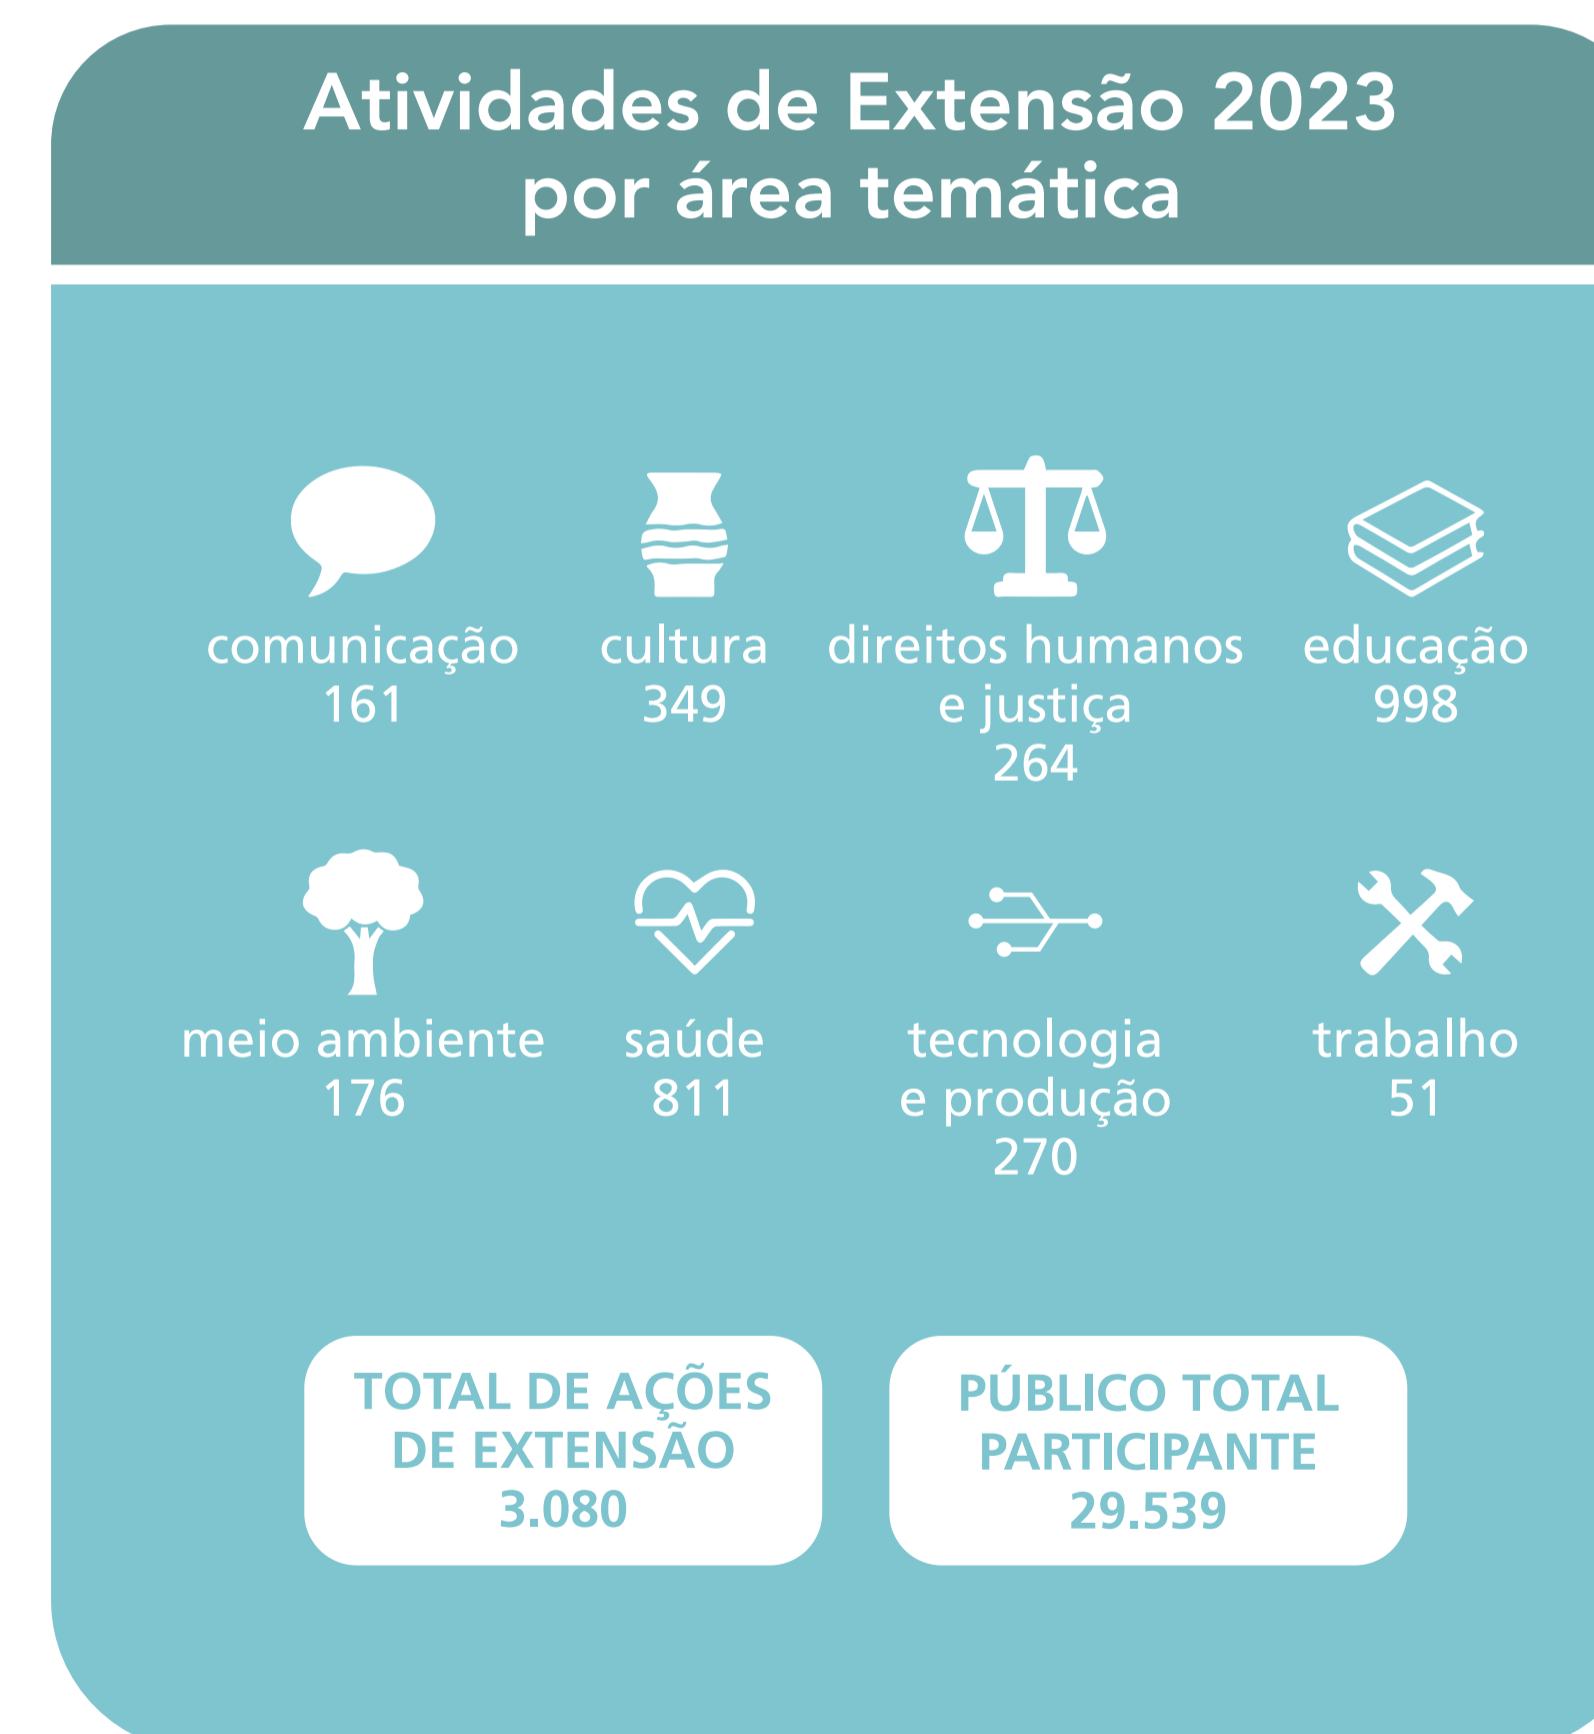 Atividades de Extensão 2023
por área temática
comunicação
161
cultura
349
direitos humanos
e justiça
264
educação
998
meio ambiente
176
saúde
811
tecnologia
e produção
270
trabalho
51
TOTAL DE AÇÕES
DE EXTENSÃO
3.080
PÚBLICO TOTAL
PARTICIPANTE
29.539